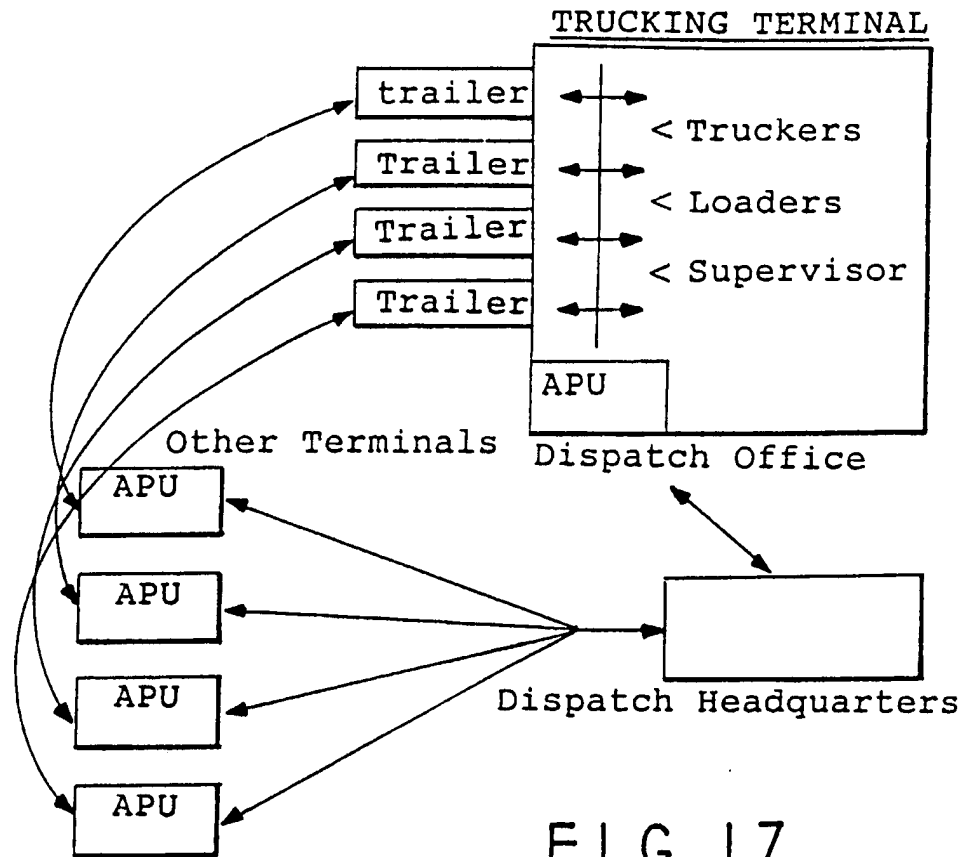 TRUCKING TERMINAL
trailer
< Truckers
Trailer
< Loaders
Trailer
< Supervisor
Trailer
APU
Other Terminals
Dispatch Office
APU
APU
APU
Dispatch Headquarters
APU
FIG 17